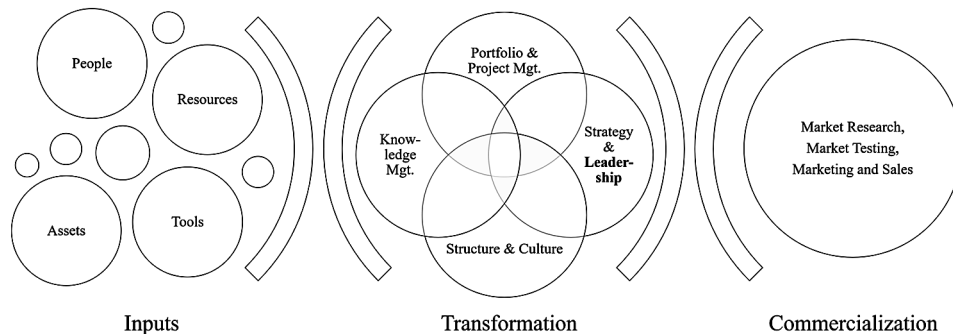 People
Resources
Assets
Tools
Inputs
Portfolio &
Project Mgt.
Know-
ledge
Mgt.
Strategy
&
Leader-
ship
Structure & Culture
Transformation
Market Research,
Market Testing,
Marketing and Sales
Commercialization